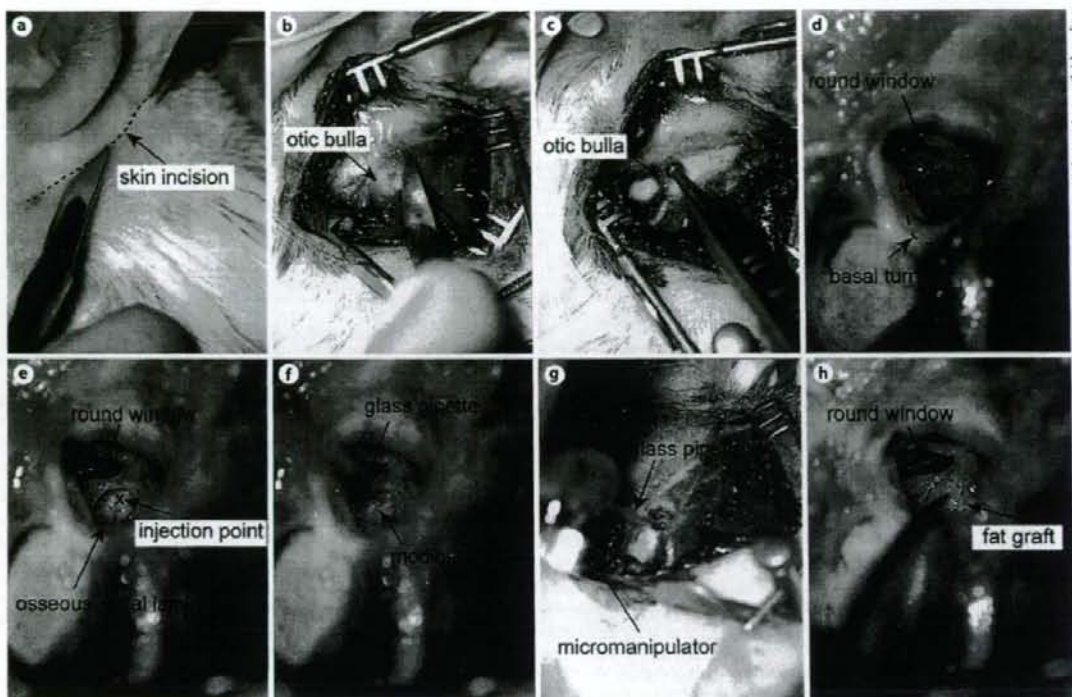 a
skin incision
b
otic bulla
c
otic bulla
d
round window
basal turn
e
round window
injection point
osseous
f
glass pipette
g
glass
micromanipulator
h
round window
fat graft